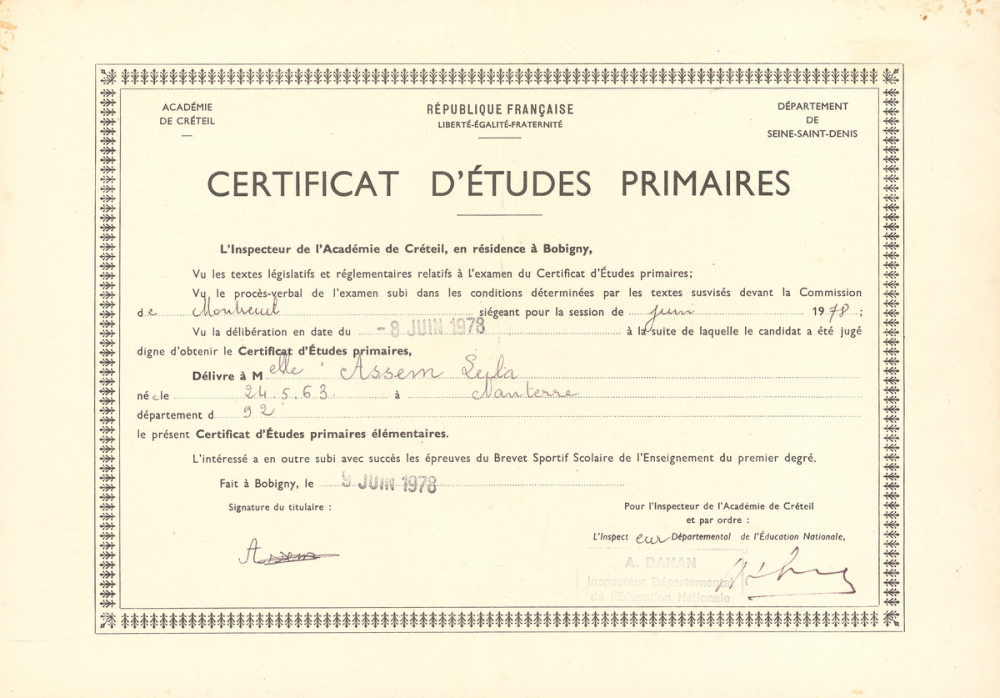 ACADÉMIE
DE CRÉTEIL
RÉPUBLIQUE FRANÇAISE
LIBERTÉ-ÉGALITÉ-FRATERNITÉ
DÉPARTEMENT
DE
SEINE-SAINT-DENIS
CERTIFICAT D'ÉTUDES PRIMAIRES
L'Inspecteur de l'Académie de Créteil, en résidence à Bobigny,
Vu les textes législatifs et réglementaires relatifs à l'examen du Certificat d'Études primaires;
Vu le procès-verbal de l'examen subi dans les conditions déterminées par les textes susvisés devant la Commission
de Montreuil siégeant pour la session de juin 1978 ;
Vu la délibération en date du - 8 JUIN 1978 à la suite de laquelle le candidat a été jugé
digne d'obtenir le Certificat d'Études primaires,
Délivre à Melle Assem Leila
née le 24.5.63 à Nanterre
département d 92
le présent Certificat d'Études primaires élémentaires.
L'intéressé a en outre subi avec succès les épreuves du Brevet Sportif Scolaire de l'Enseignement du premier degré.
Fait à Bobigny, le 9 JUIN 1978
Signature du titulaire :
Assem
Pour l'Inspecteur de l'Académie de Créteil
et par ordre :
L'Inspecteur Départemental de l'Éducation Nationale,
A. DAHAN
Inspecteur Départemental
de l'Education Nationale